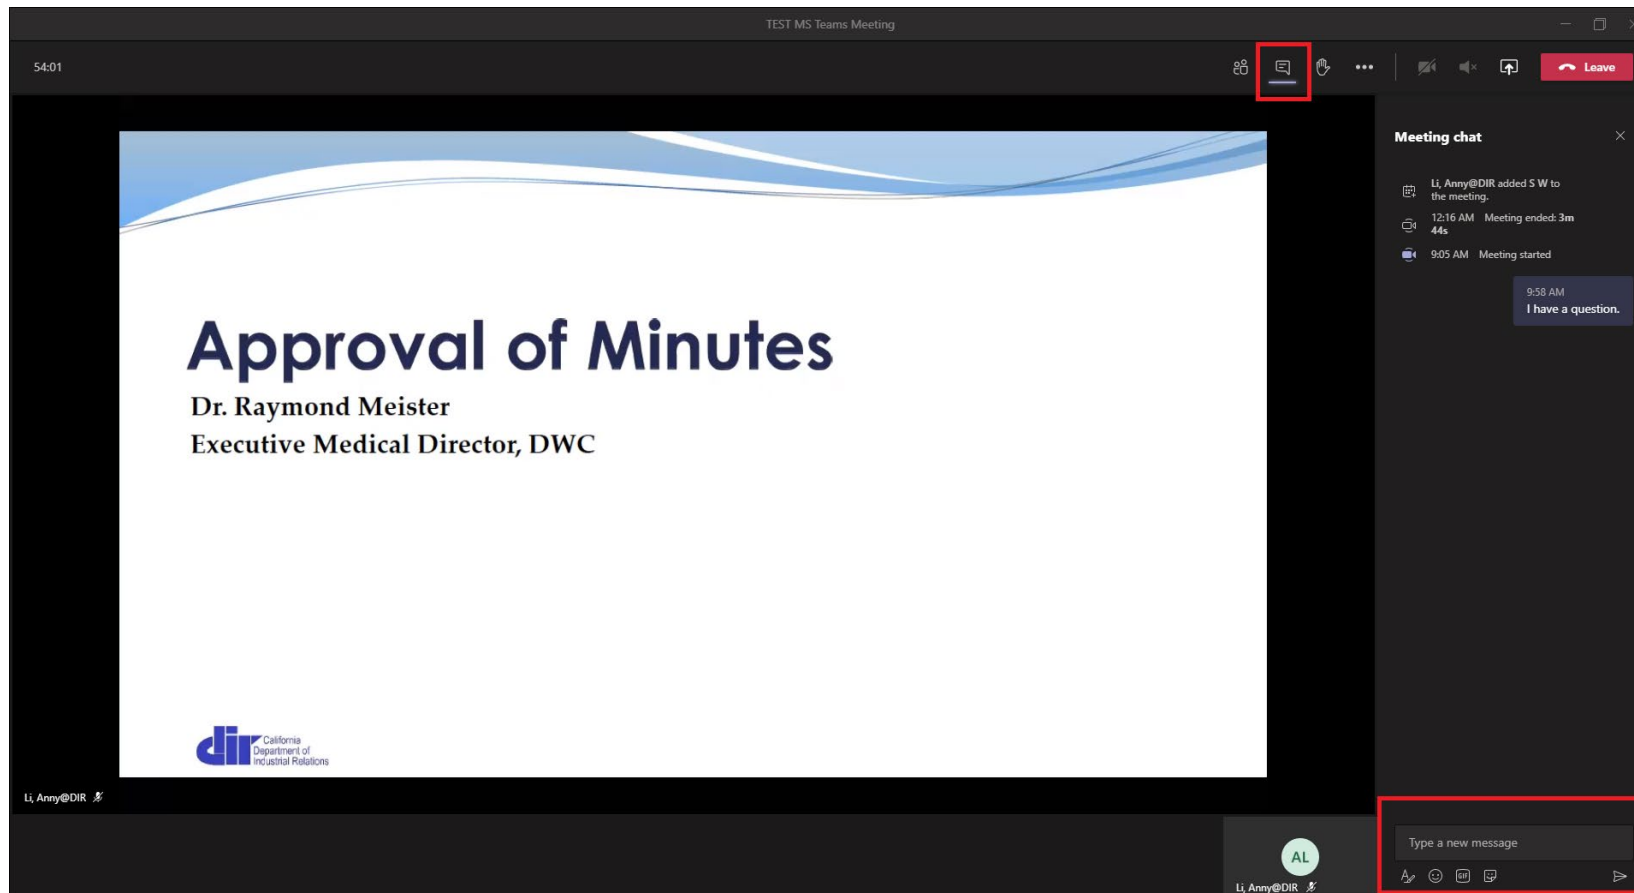 TEST MS Teams Meeting
54:01
Leave
Approval of Minutes
Dr. Raymond Meister
Executive Medical Director, DWC
dir
California
Department of
Industrial Relations
Li, Anny@DIR
Meeting chat
Li, Anny@DIR added S W to
the meeting.
12:16 AM Meeting ended: 3m
44s
9:05 AM Meeting started
9:58 AM
I have a question.
AL
Li, Anny@DIR
Type a new message
GIF